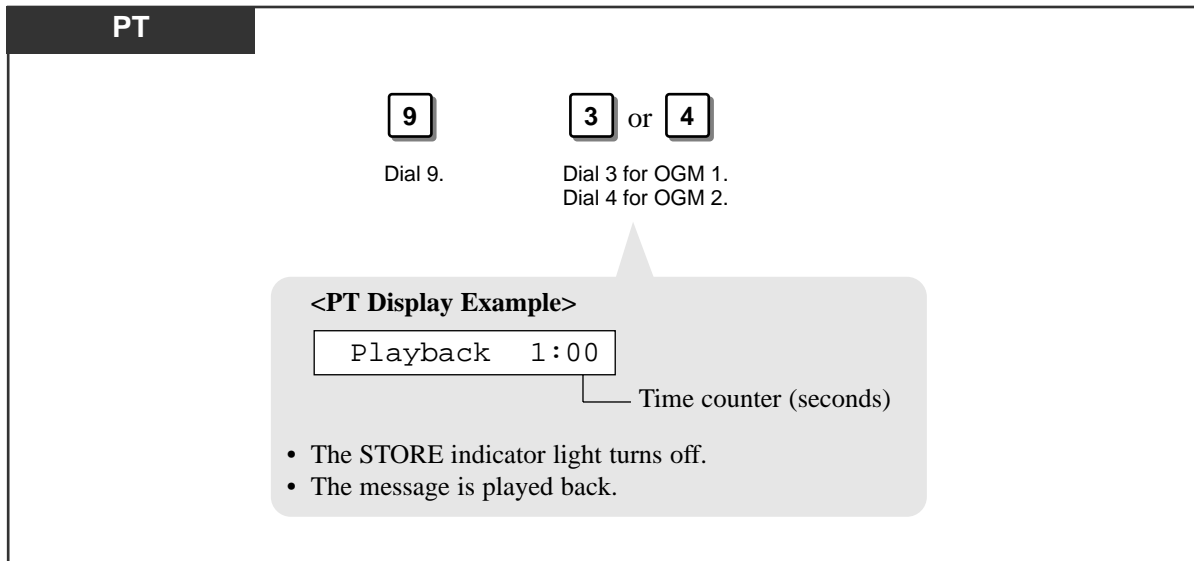 PT
9 3 or 4
Dial 9. Dial 3 for OGM 1.
Dial 4 for OGM 2.
<PT Display Example>
Playback 1:00
Time counter (seconds)
• The STORE indicator light turns off.
• The message is played back.